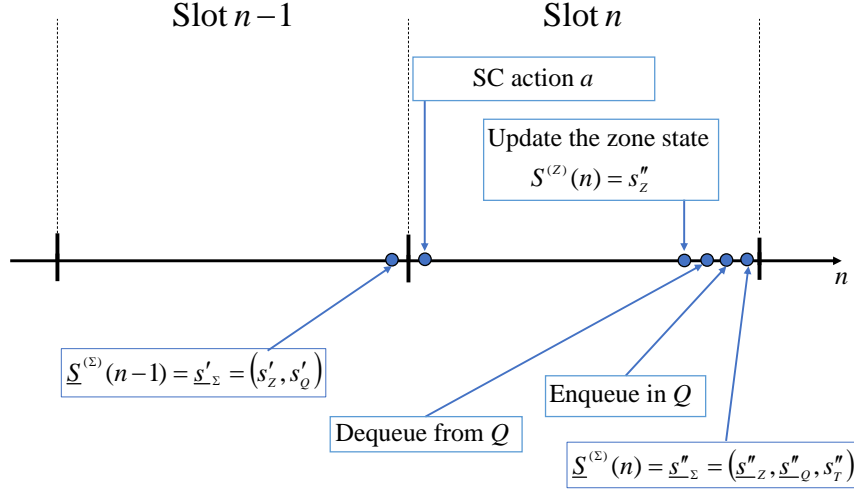 Slot n−1 Slot n
SC action a
Update the zone state
S^(Z)(n) = s″_Z
n
S^(Σ)(n−1) = s′_Σ = (s′_Z, s′_Q)
Enqueue in Q
Dequeue from Q
S^(Σ)(n) = s″_Σ = (s″_Z, s″_Q, s″_T)